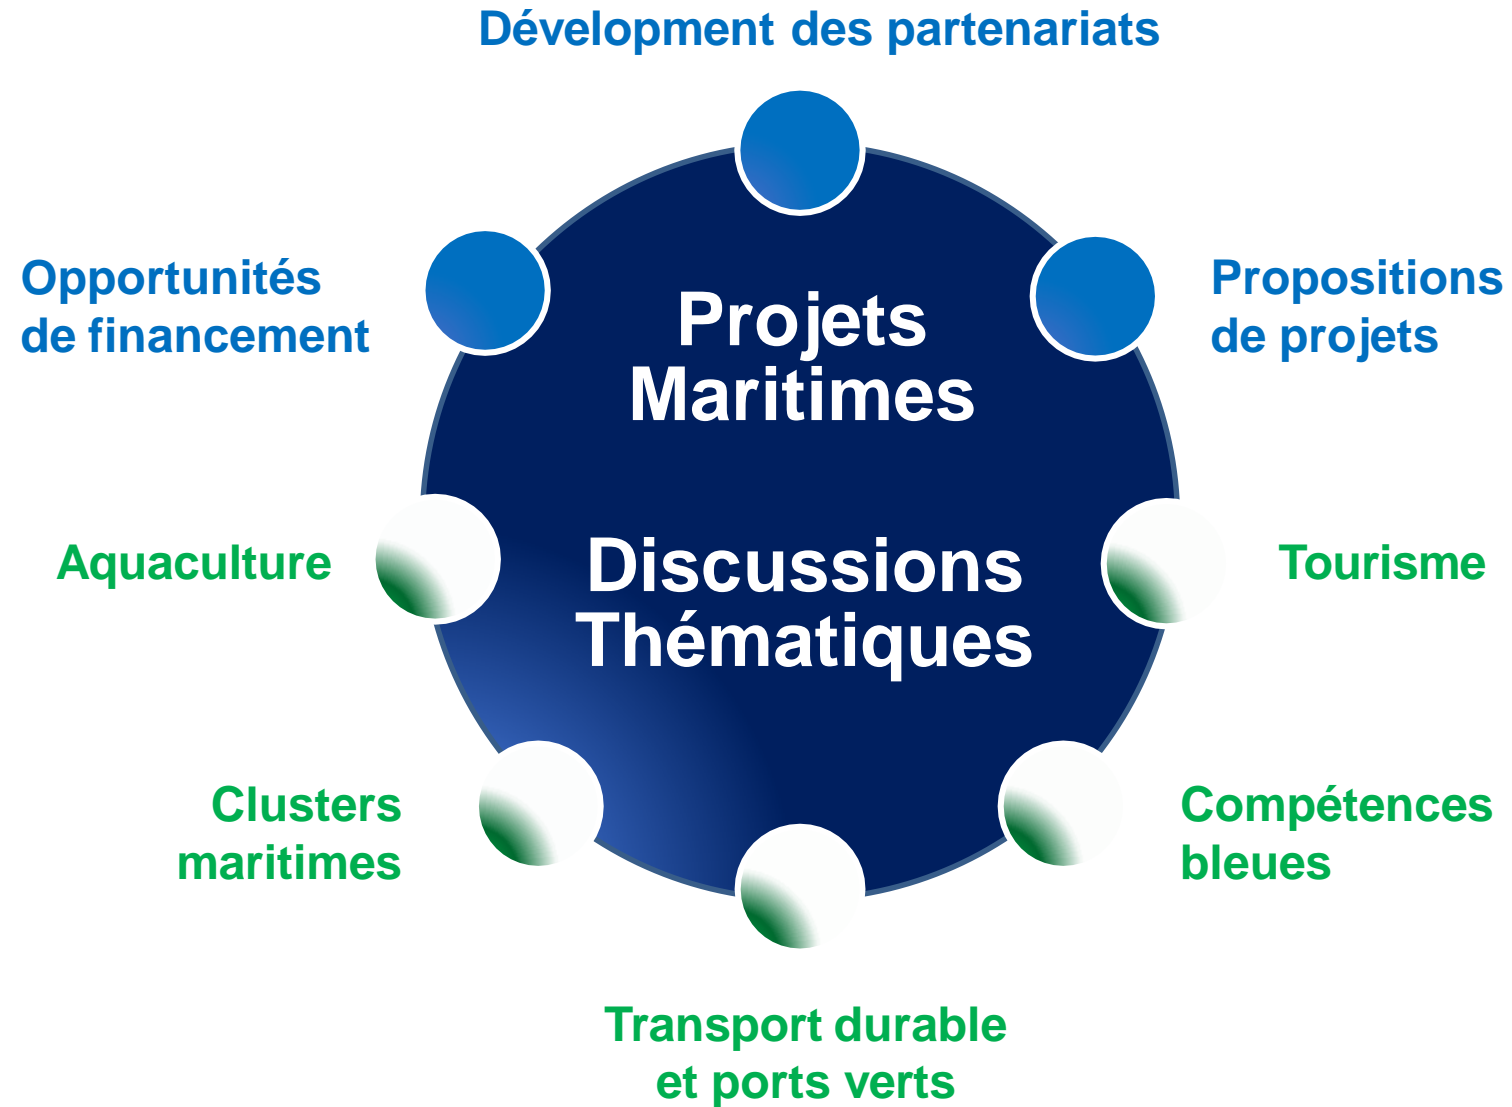 Dévelopment des partenariats
Opportunités
de financement
Propositions
de projets
Projets
Maritimes
Aquaculture
Discussions
Thématiques
Tourisme
Clusters
maritimes
Compétences
bleues
Transport durable
et ports verts